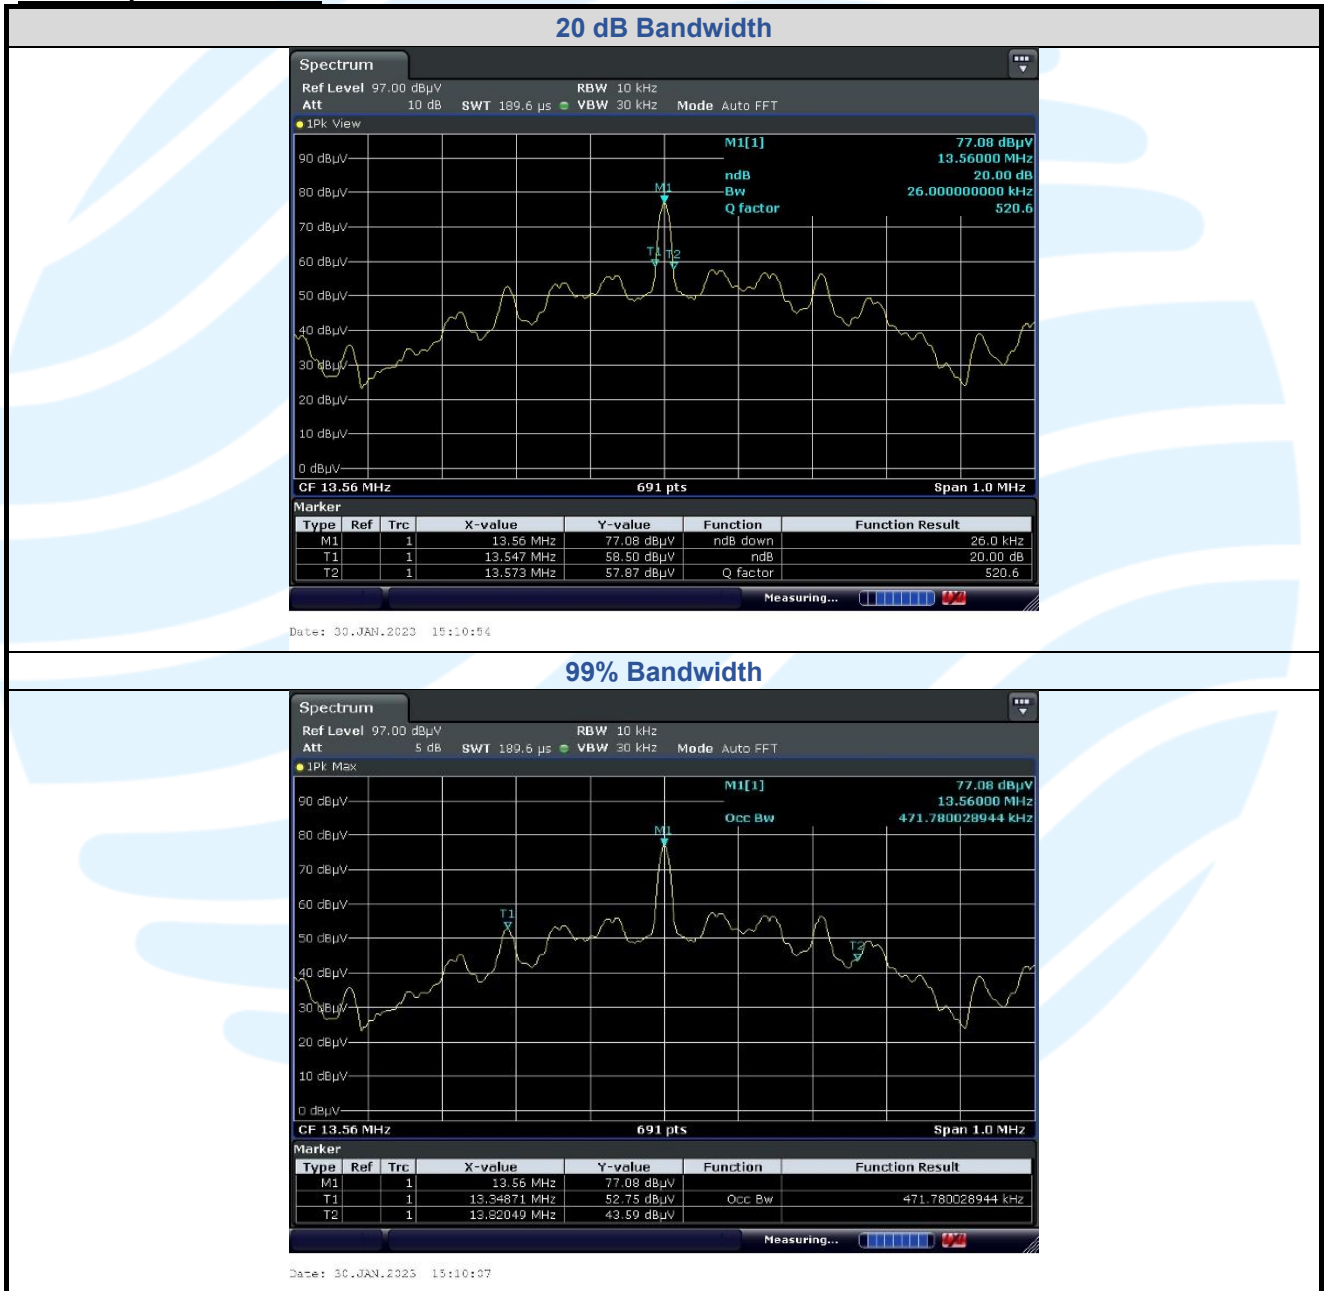 20 dB Bandwidth
Spectrum
Ref Level 97.00 dBµV RBW 10 kHz
Att 10 dB SWT 189.6 µs VBW 30 kHz Mode Auto FFT
1Pk View
M1[1] 77.08 dBµV
13.56000 MHz
ndB 20.00 dB
Bw 26.000000000 kHz
Q factor 520.6
90 dBµV
80 dBµV
M1
70 dBµV
T1 T2
60 dBµV
50 dBµV
40 dBµV
30 dBµV
20 dBµV
10 dBµV
0 dBµV
CF 13.56 MHz 691 pts Span 1.0 MHz
Marker
Type Ref Trc X-value Y-value Function Function Result
M1 1 13.56 MHz 77.08 dBµV ndB down 26.0 kHz
T1 1 13.547 MHz 58.50 dBµV ndB 20.00 dB
T2 1 13.573 MHz 57.87 dBµV Q factor 520.6
Measuring...
Date: 30.JAN.2023 15:10:54
99% Bandwidth
Spectrum
Ref Level 97.00 dBµV RBW 10 kHz
Att 5 dB SWT 189.6 µs VBW 30 kHz Mode Auto FFT
1Pk Max
M1[1] 77.08 dBµV
13.56000 MHz
Occ Bw 471.780028944 kHz
90 dBµV
80 dBµV
M1
70 dBµV
60 dBµV
T1
50 dBµV
T2
40 dBµV
30 dBµV
20 dBµV
10 dBµV
0 dBµV
CF 13.56 MHz 691 pts Span 1.0 MHz
Marker
Type Ref Trc X-value Y-value Function Function Result
M1 1 13.56 MHz 77.08 dBµV
T1 1 13.34871 MHz 52.75 dBµV Occ Bw 471.780028944 kHz
T2 1 13.82049 MHz 43.59 dBµV
Measuring...
Date: 30.JAN.2023 15:10:07